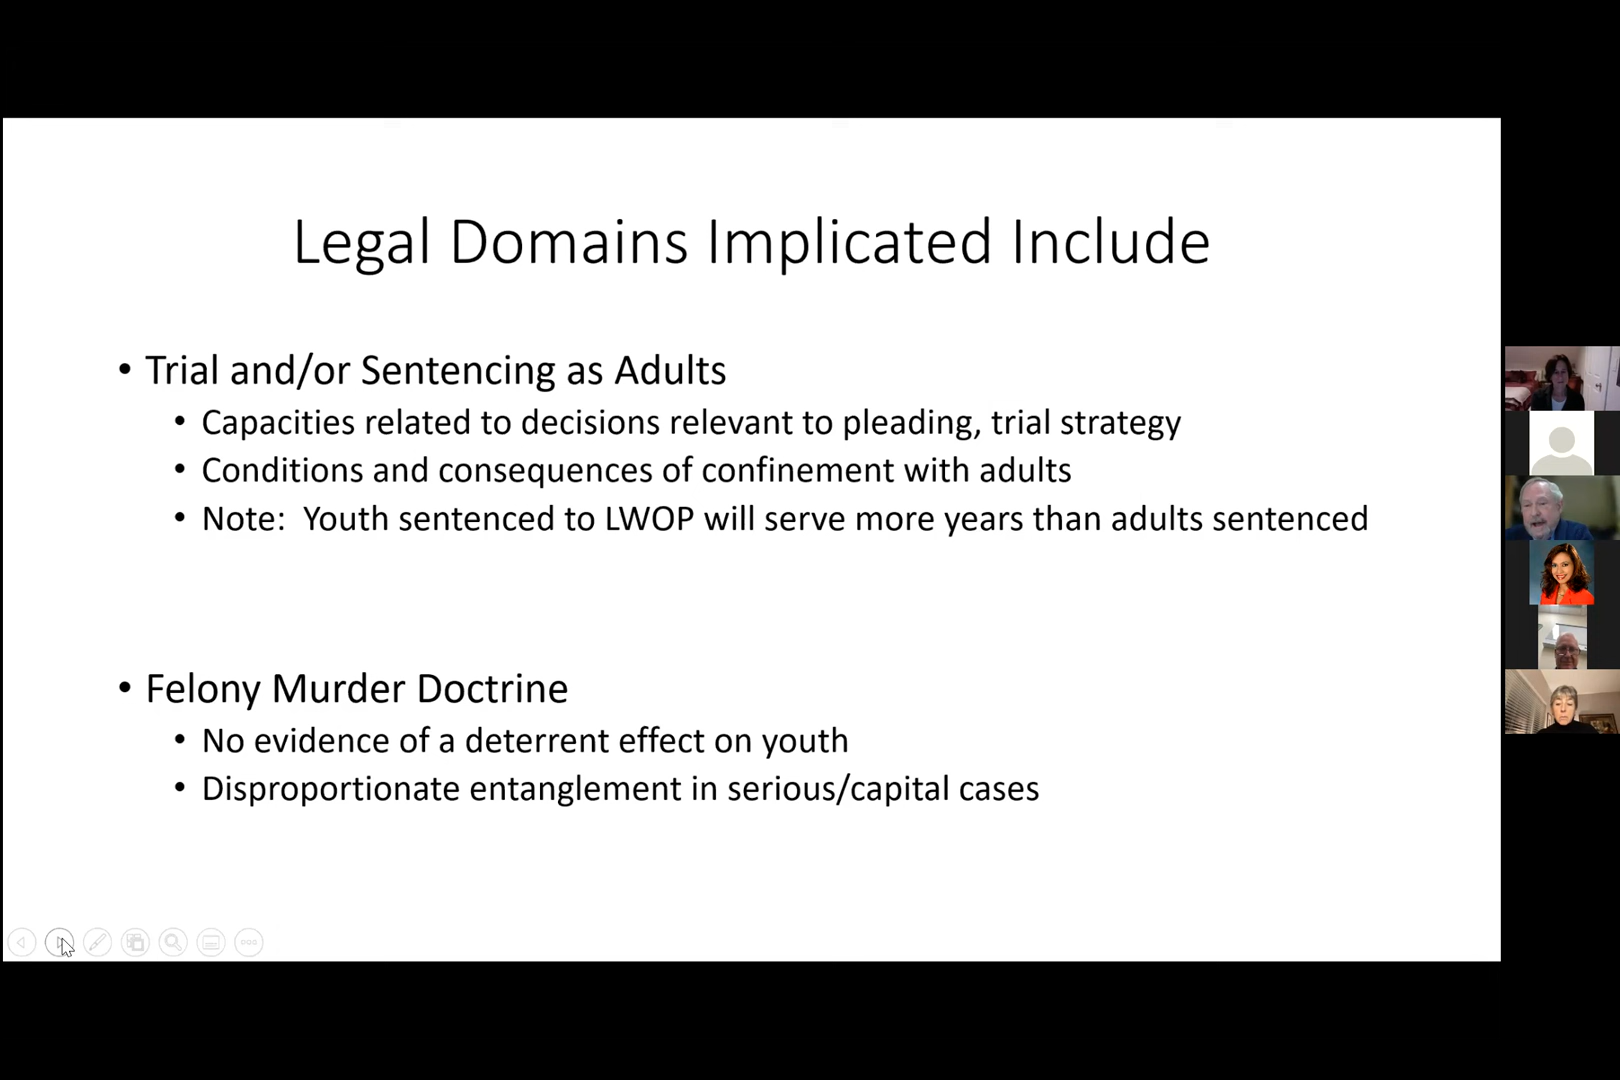 Legal Domains Implicated Include
• Trial and/or Sentencing as Adults
• Capacities related to decisions relevant to pleading, trial strategy
• Conditions and consequences of confinement with adults
• Note:  Youth sentenced to LWOP will serve more years than adults sentenced
• Felony Murder Doctrine
• No evidence of a deterrent effect on youth
• Disproportionate entanglement in serious/capital cases